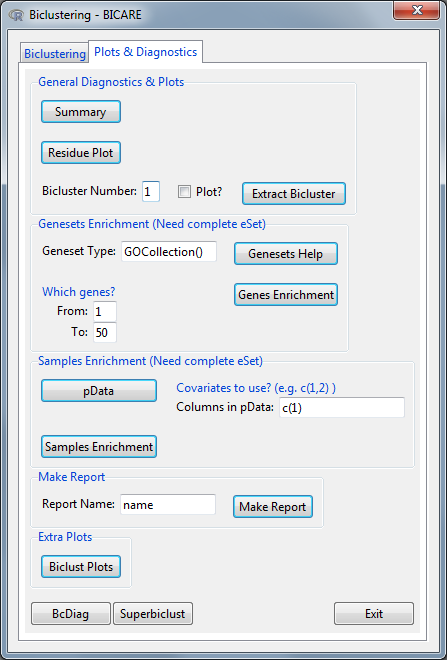 Biclustering - BICARE
Biclustering Plots & Diagnostics
General Diagnostics & Plots
Summary
Residue Plot
Bicluster Number: 1 Plot? Extract Bicluster
Genesets Enrichment (Need complete eSet)
Geneset Type: GOCollection() Genesets Help
Which genes? Genes Enrichment
From: 1
To: 50
Samples Enrichment (Need complete eSet)
pData Covariates to use? (e.g. c(1,2) )
Columns in pData: c(1)
Samples Enrichment
Make Report
Report Name: name Make Report
Extra Plots
Biclust Plots
BcDiag Superbiclust Exit